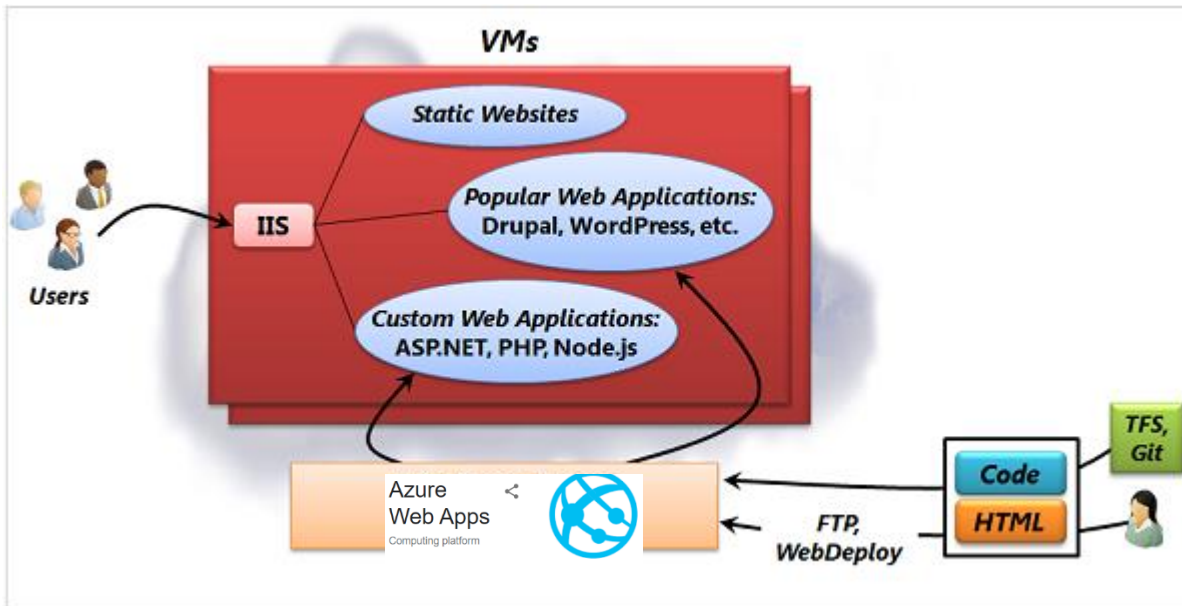 VMs
Static Websites
Popular Web Applications:
Drupal, WordPress, etc.
IIS
Users
Custom Web Applications:
ASP.NET, PHP, Node.js
TFS,
Git
Azure
Web Apps
Computing platform
Code
HTML
FTP,
WebDeploy